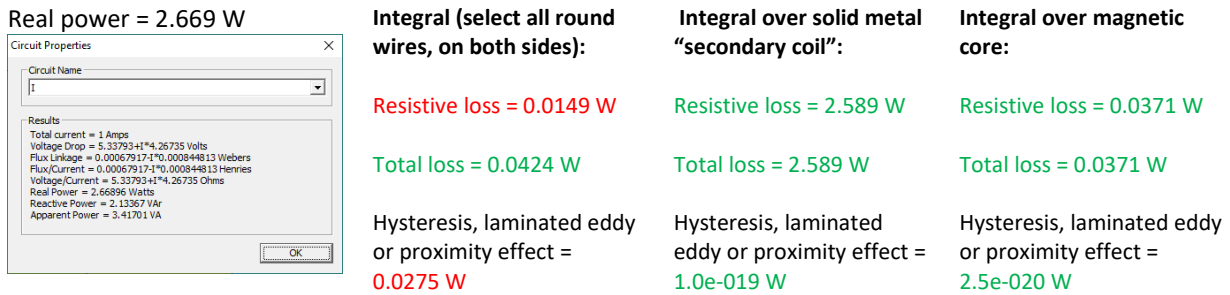 Real power = 2.669 W
Circuit Properties
Circuit Name
I
Results
Total current = 1 Amps
Voltage Drop = 5.33793+I*4.26735 Volts
Flux Linkage = 0.00067917-I*0.000844813 Webers
Flux/Current = 0.00067917-I*0.000844813 Henries
Voltage/Current = 5.33793+I*4.26735 Ohms
Real Power = 2.66896 Watts
Reactive Power = 2.13367 VAr
Apparent Power = 3.41701 VA
OK
Integral (select all round
wires, on both sides):
Resistive loss = 0.0149 W
Total loss = 0.0424 W
Hysteresis, laminated eddy
or proximity effect =
0.0275 W
Integral over solid metal
“secondary coil”:
Resistive loss = 2.589 W
Total loss = 2.589 W
Hysteresis, laminated
eddy or proximity effect =
1.0e-019 W
Integral over magnetic
core:
Resistive loss = 0.0371 W
Total loss = 0.0371 W
Hysteresis, laminated eddy
or proximity effect =
2.5e-020 W